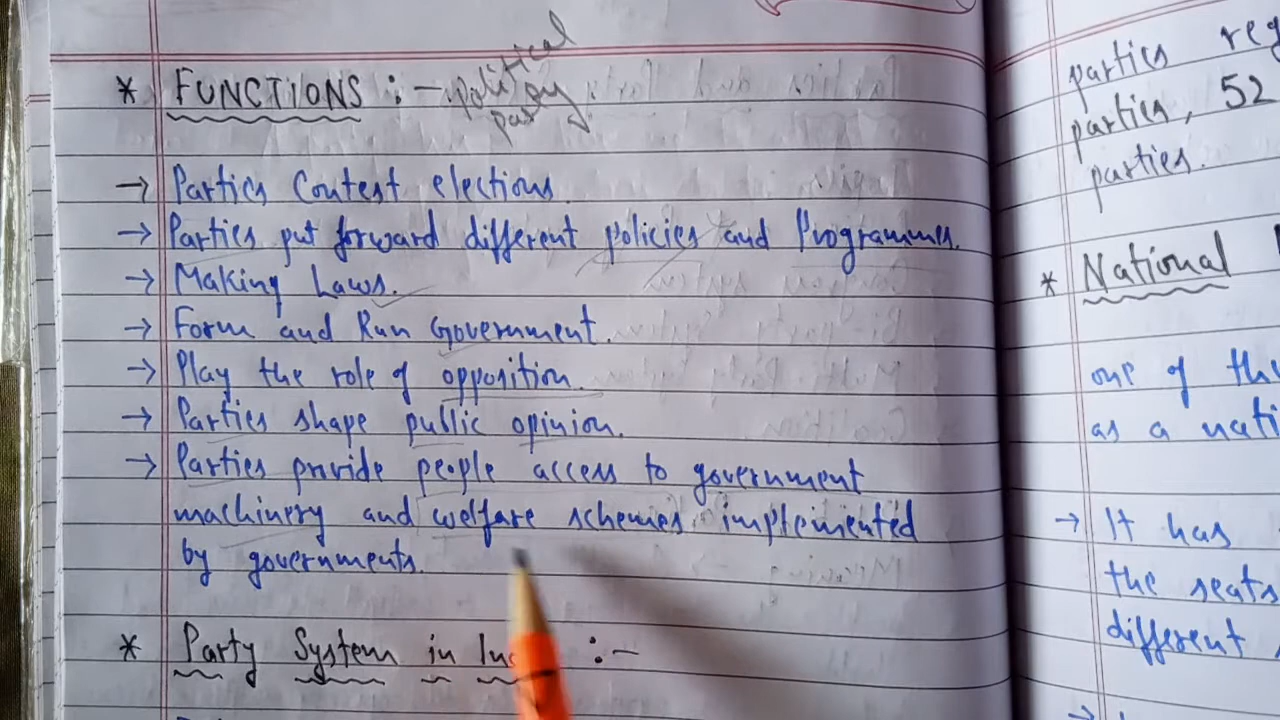 * FUNCTIONS :- political
party
→ Parties Contest elections.
→ Parties put forward different policies and Programmes.
→ Making Laws.
→ Form and Run Government.
→ Play the role of opposition.
→ Parties shape public opinion.
→ Parties provide people access to government
machinery and welfare schemes implemented
by governments.
* Party System in :-
parties
parties, 52
parties.
* National
one of
as a
→ It has
the seats
different